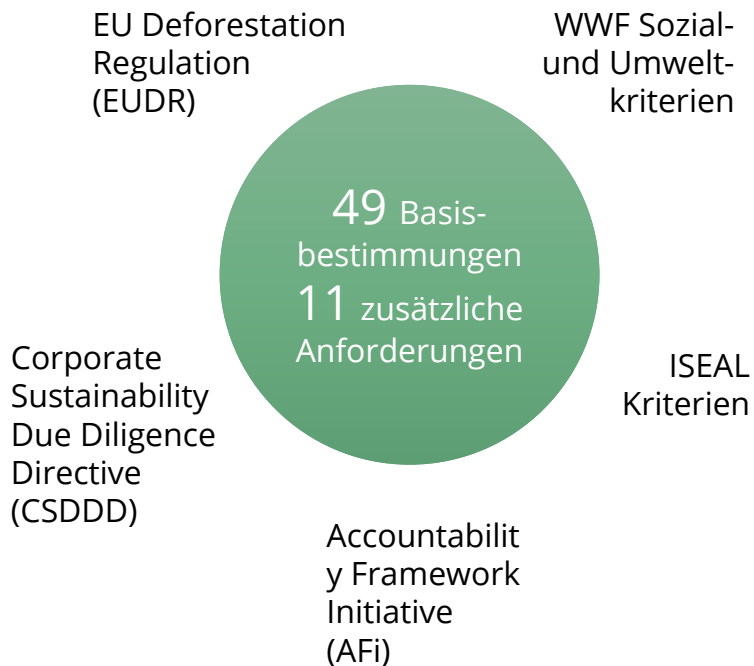 EU Deforestation
Regulation
(EUDR)
WWF Sozial-
und Umwelt-
kriterien
49 Basis-
bestimmungen
11 zusätzliche
Anforderungen
Corporate
Sustainability
Due Diligence
Directive
(CSDDD)
ISEAL
Kriterien
Accountabilit
y Framework
Initiative
(AFi)